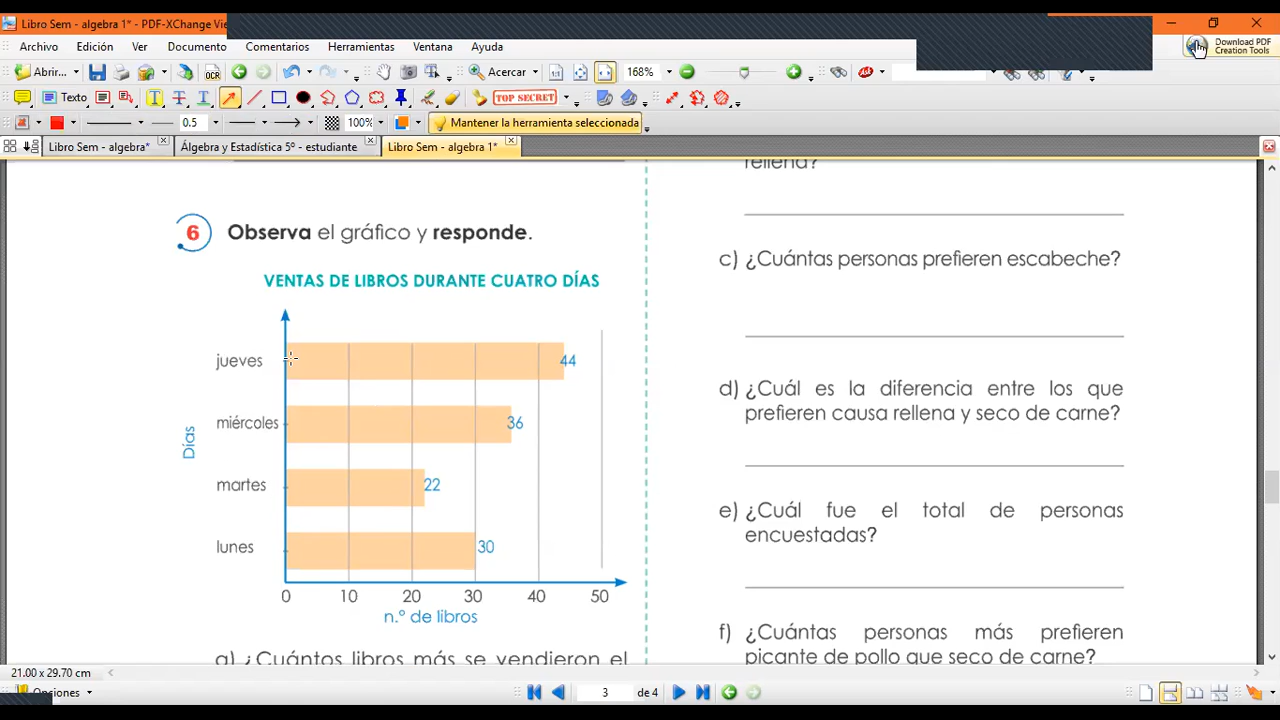 Libro Sem - algebra 1* - PDF-XChange Vie
Archivo Edición Ver Documento Comentarios Herramientas Ventana Ayuda
Download PDF
Creation Tools
Abrir... OCR Acercar 1:1 168%
Texto TOP SECRET
0.5 100% Mantener la herramienta seleccionada
Libro Sem - algebra* Álgebra y Estadística 5º - estudiante Libro Sem - algebra 1*
6 Observa el gráfico y responde.
VENTAS DE LIBROS DURANTE CUATRO DÍAS
jueves 44
miércoles 36
Días
martes 22
lunes 30
0 10 20 30 40 50
n.º de libros
a) ¿Cuántos libros más se vendieron el
rellena?
c) ¿Cuántas personas prefieren escabeche?
d) ¿Cuál es la diferencia entre los que
prefieren causa rellena y seco de carne?
e) ¿Cuál fue el total de personas
encuestadas?
f) ¿Cuántas personas más prefieren
picante de pollo que seco de carne?
21.00 x 29.70 cm
Opciones 3 de 4